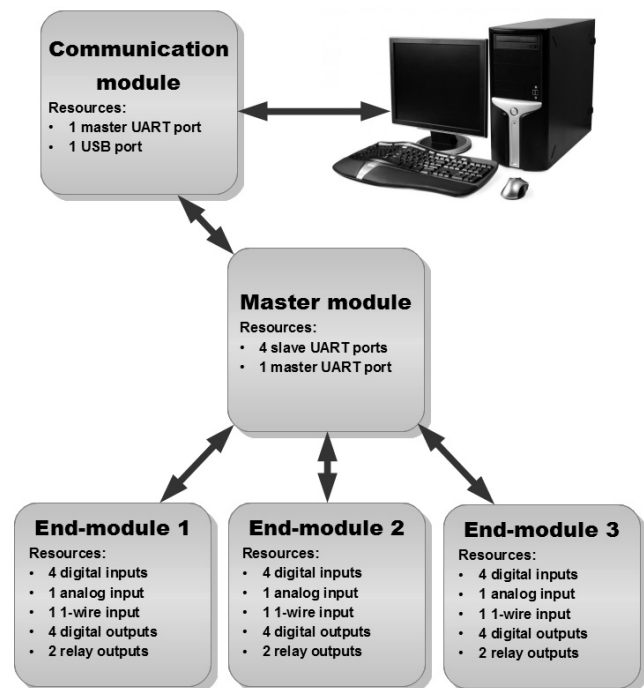 Communication
module
Resources:
• 1 master UART port
• 1 USB port
Master module
Resources:
• 4 slave UART ports
• 1 master UART port
End-module 1
Resources:
• 4 digital inputs
• 1 analog input
• 1 1-wire input
• 4 digital outputs
• 2 relay outputs
End-module 2
Resources:
• 4 digital inputs
• 1 analog input
• 1 1-wire input
• 4 digital outputs
• 2 relay outputs
End-module 3
Resources:
• 4 digital inputs
• 1 analog input
• 1 1-wire input
• 4 digital outputs
• 2 relay outputs